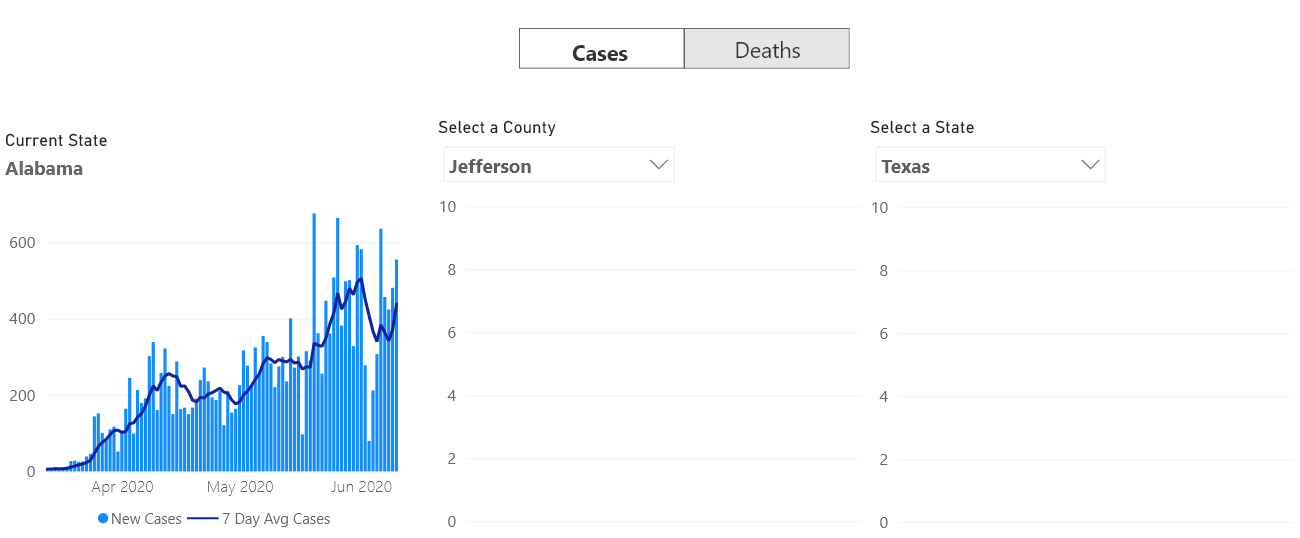 Cases Deaths
Current State
Alabama
600
400
200
0
Apr 2020 May 2020 Jun 2020
New Cases 7 Day Avg Cases
Select a County
Jefferson
10
8
6
4
2
0
Select a State
Texas
10
8
6
4
2
0